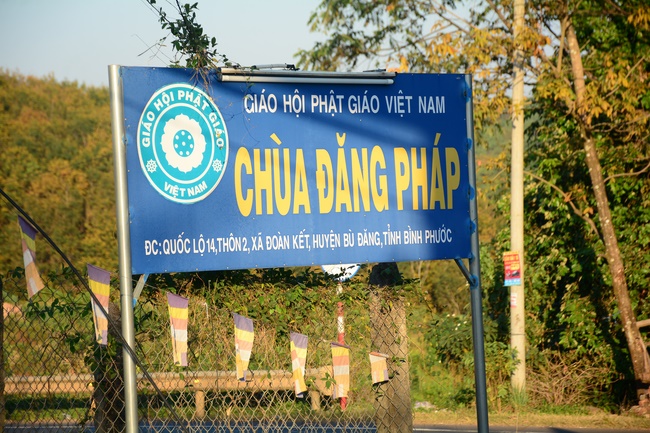 GIÁO HỘI PHẬT GIÁO VIỆT NAM
GIÁO HỘI PHẬT GIÁO
VIỆT NAM
CHÙA ĐĂNG PHÁP
ĐC: QUỐC LỘ 14, THÔN 2, XÃ ĐOÀN KẾT, HUYỆN BÙ ĐĂNG, TỈNH BÌNH PHƯỚC